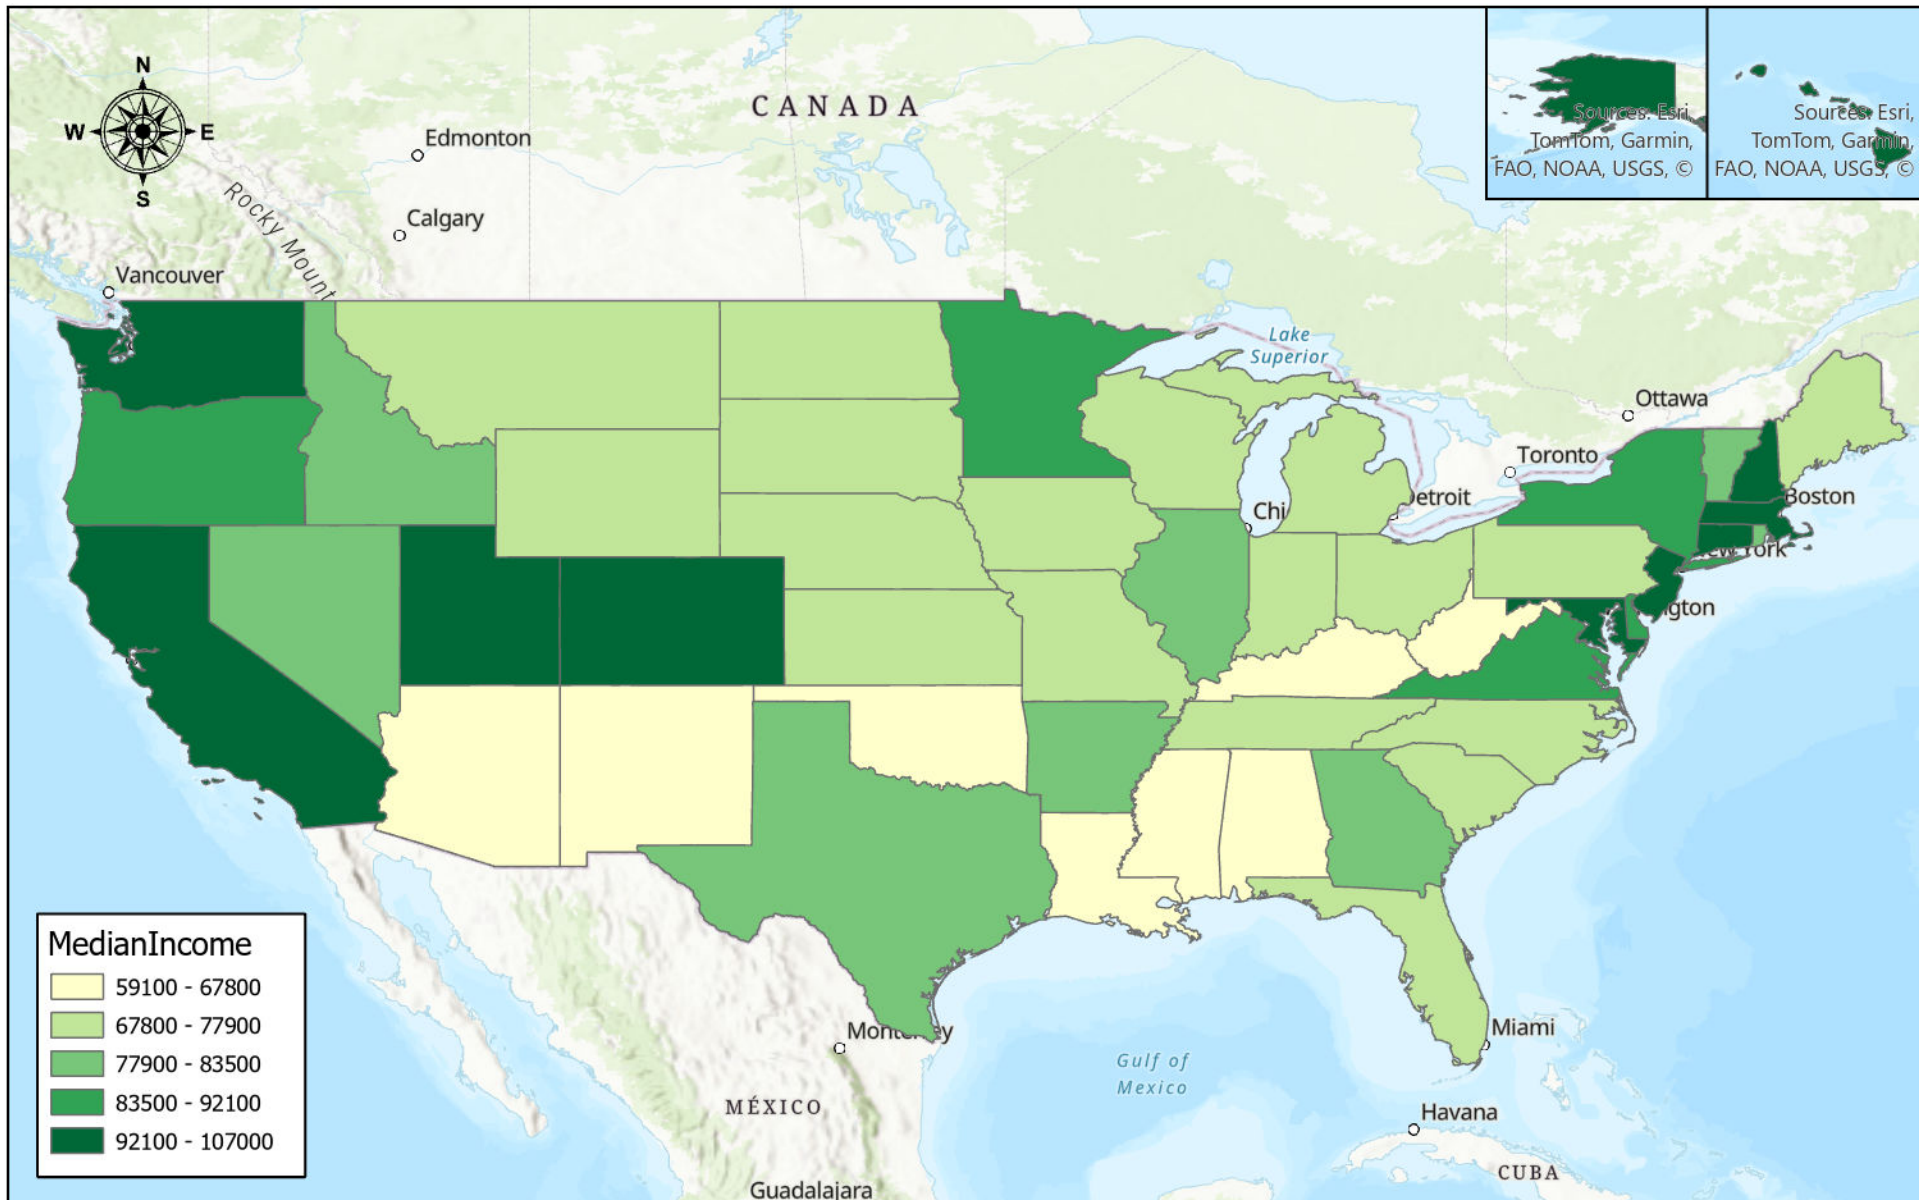 N
W
E
S
CANADA
Edmonton
Calgary
Rocky Mount
Vancouver
Sources: Esri,
TomTom, Garmin,
FAO, NOAA, USGS, ©
Sources: Esri,
TomTom, Garmin,
FAO, NOAA, USGS, ©
Lake
Superior
Ottawa
Toronto
Boston
Detroit
Chi
New York
ngton
Miami
Gulf of
Mexico
Havana
CUBA
Monterrey
MÉXICO
Guadalajara
MedianIncome
59100 - 67800
67800 - 77900
77900 - 83500
83500 - 92100
92100 - 107000